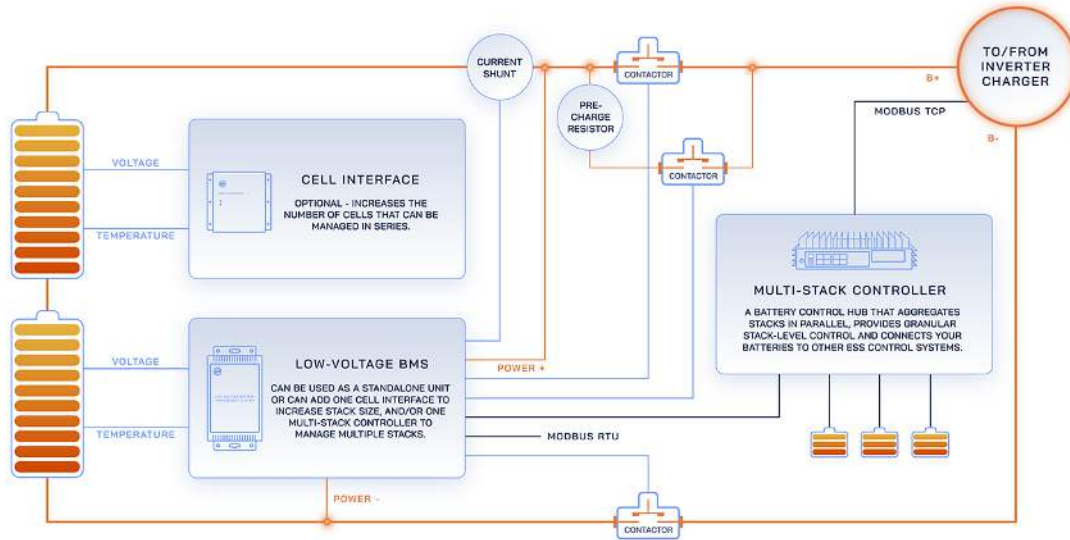 CURRENT
SHUNT
CONTACTOR
B+
TO/FROM
INVERTER
CHARGER
PRE-
CHARGE
RESISTOR
MODBUS TCP
B-
VOLTAGE
TEMPERATURE
CELL INTERFACE
OPTIONAL - INCREASES THE
NUMBER OF CELLS THAT CAN BE
MANAGED IN SERIES.
CONTACTOR
MULTI-STACK CONTROLLER
A BATTERY CONTROL HUB THAT AGGREGATES
STACKS IN PARALLEL, PROVIDES GRANULAR
STACK-LEVEL CONTROL AND CONNECTS YOUR
BATTERIES TO OTHER ESS CONTROL SYSTEMS.
VOLTAGE
TEMPERATURE
LOW-VOLTAGE BMS
CAN BE USED AS A STANDALONE UNIT
OR CAN ADD ONE CELL INTERFACE TO
INCREASE STACK SIZE, AND/OR ONE
MULTI-STACK CONTROLLER TO
MANAGE MULTIPLE STACKS.
POWER +
MODBUS RTU
POWER -
CONTACTOR